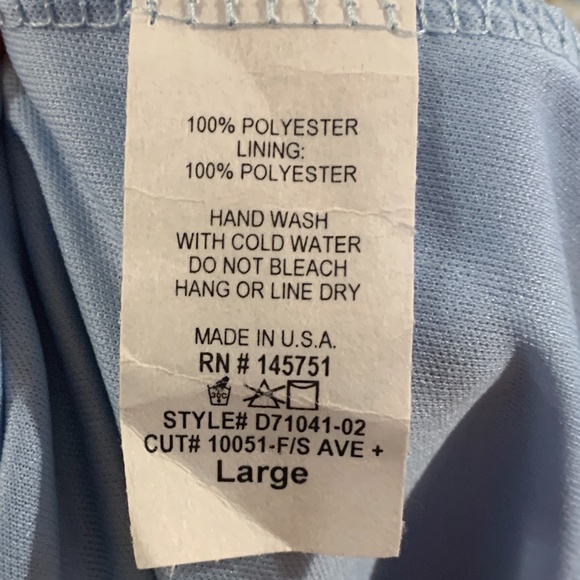 100% POLYESTER
LINING:
100% POLYESTER
HAND WASH
WITH COLD WATER
DO NOT BLEACH
HANG OR LINE DRY
MADE IN U.S.A.
RN # 145751
STYLE# D71041-02
CUT# 10051-F/S AVE +
Large